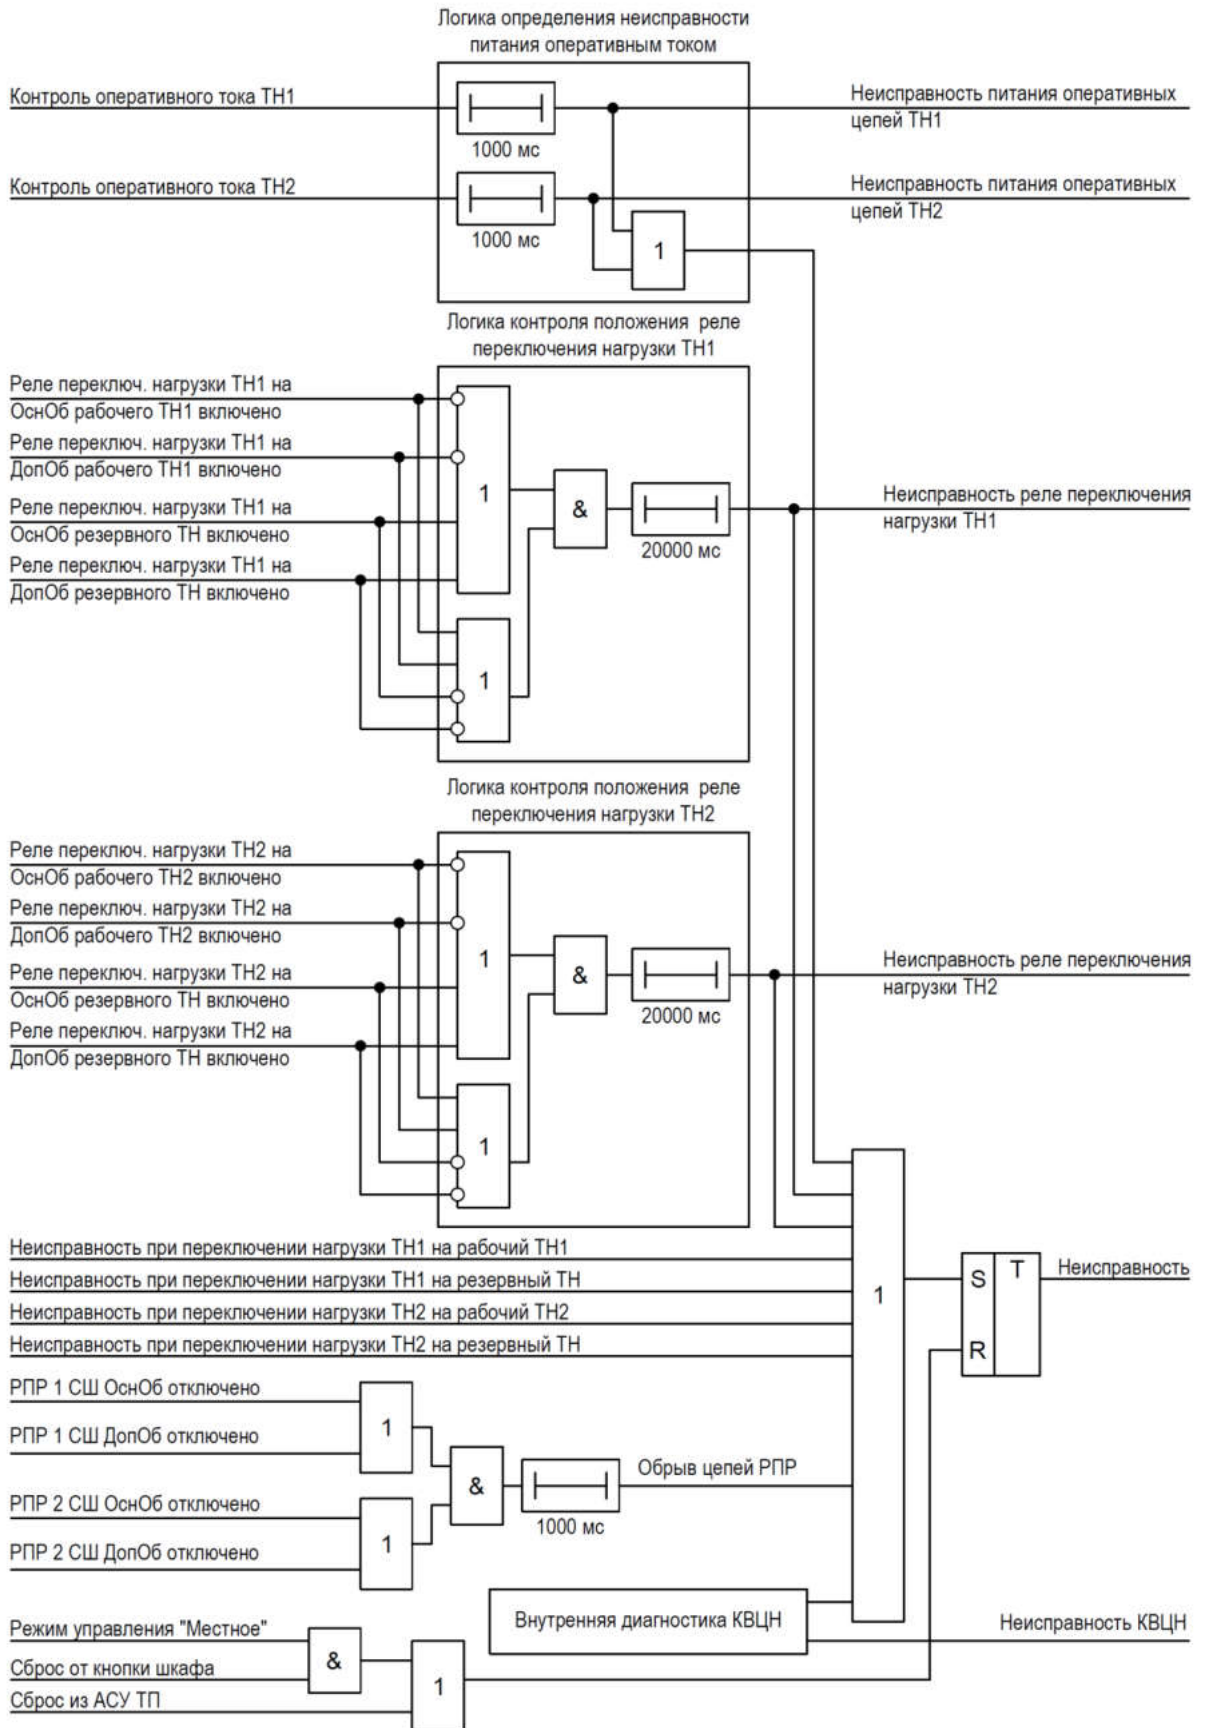 Логика определения неисправности
питания оперативным током
Контроль оперативного тока ТН1
1000 мс
Неисправность питания оперативных
цепей ТН1
Контроль оперативного тока ТН2
1000 мс
Неисправность питания оперативных
цепей ТН2
1
Логика контроля положения реле
переключения нагрузки ТН1
Реле переключ. нагрузки ТН1 на
ОснОб рабочего ТН1 включено
Реле переключ. нагрузки ТН1 на
ДопОб рабочего ТН1 включено
Реле переключ. нагрузки ТН1 на
ОснОб резервного ТН включено
Реле переключ. нагрузки ТН1 на
ДопОб резервного ТН включено
1
&
20000 мс
1
Неисправность реле переключения
нагрузки ТН1
Логика контроля положения реле
переключения нагрузки ТН2
Реле переключ. нагрузки ТН2 на
ОснОб рабочего ТН2 включено
Реле переключ. нагрузки ТН2 на
ДопОб рабочего ТН2 включено
Реле переключ. нагрузки ТН2 на
ОснОб резервного ТН включено
Реле переключ. нагрузки ТН2 на
ДопОб резервного ТН включено
1
&
20000 мс
1
Неисправность реле переключения
нагрузки ТН2
Неисправность при переключении нагрузки ТН1 на рабочий ТН1
Неисправность при переключении нагрузки ТН1 на резервный ТН
Неисправность при переключении нагрузки ТН2 на рабочий ТН2
Неисправность при переключении нагрузки ТН2 на резервный ТН
1
S T
R
Неисправность
РПР 1 СШ ОснОб отключено
РПР 1 СШ ДопОб отключено
1
РПР 2 СШ ОснОб отключено
РПР 2 СШ ДопОб отключено
1
&
1000 мс
Обрыв цепей РПР
Внутренняя диагностика КВЦН
Неисправность КВЦН
Режим управления "Местное"
Сброс от кнопки шкафа
Сброс из АСУ ТП
&
1